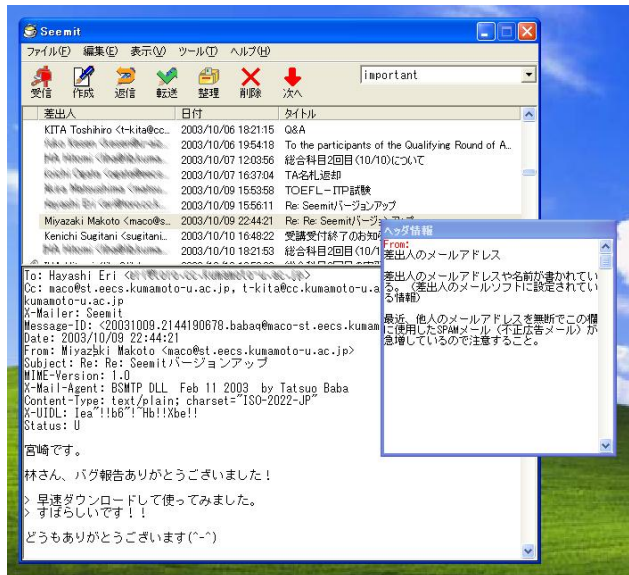 Seemit
ファイル(F) 編集(E) 表示(V) ツール(T) ヘルプ(H)
受信 作成 返信 転送 整理 削除 次へ
important
差出人 日付 タイトル
KITA Toshihiro <t-kita@cc... 2003/10/06 18:21:15 Q&A
2003/10/06 19:54:18 To the participants of the Qualifying Round of A...
2003/10/07 12:03:56 総合科目2回目(10/10)について
2003/10/07 16:37:04 TA名札返却
2003/10/09 15:53:58 TOEFL-ITP試験
2003/10/09 15:56:11 Re: Seemitバージョンアップ
Miyazaki Makoto <maco@s... 2003/10/09 22:44:21 Re: Re: Seemitバージョ
Kenichi Sugitani <sugitani... 2003/10/10 16:48:22 受講受付終了のお知
2003/10/10 18:21:53 総合科目2回目(10/1
To: Hayashi Eri
Cc: maco@st.eecs.kumamoto-u.ac.jp, t-kita@cc.kumamoto-u.a
kumamoto-u.ac.jp
X-Mailer: Seemit
Message-ID: <20031009.2144190678.babaq@maco-st.eecs.kumam
Date: 2003/10/09 22:44:21
From: Miyazaki Makoto <maco@st.eecs.kumamoto-u.ac.jp>
Subject: Re: Re: Seemitバージョンアップ
MIME-Version: 1.0
X-Mail-Agent: BSMTP DLL Feb 11 2003 by Tatsuo Baba
Content-Type: text/plain; charset="ISO-2022-JP"
X-UIDL: Iea"!!b6"!~Hb!!Xbe!!
Status: U
宮崎です。
林さん、バグ報告ありがとうございました！
> 早速ダウンロードして使ってみました。
> すばらしいです！！
どうもありがとうございます(^-^)
ヘッダ情報
From:
差出人のメールアドレス
差出人のメールアドレスや名前が書かれてい
る。（差出人のメールソフトに設定されてい
る情報）
最近、他人のメールアドレスを無断でこの欄
に使用したSPAMメール（不正広告メール）が
急増しているので注意すること。